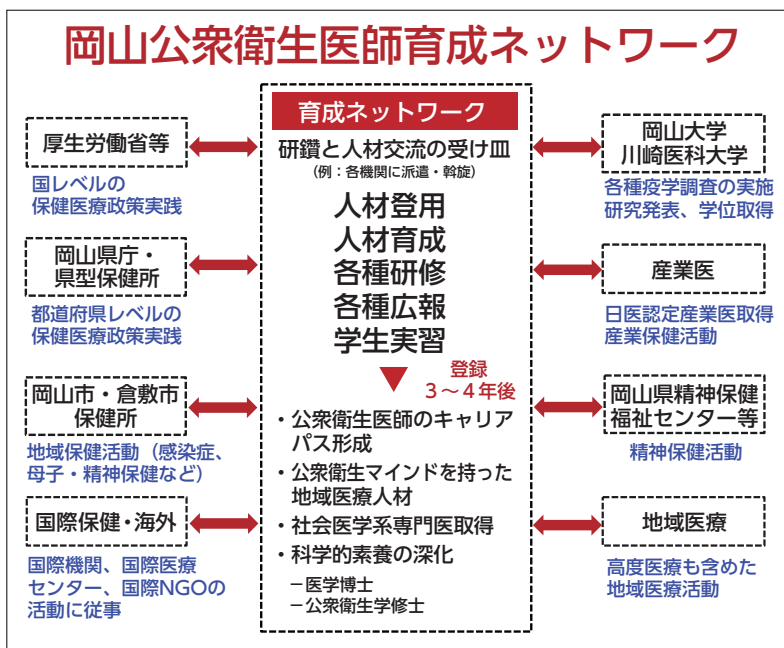 岡山公衆衛生医師育成ネットワーク
厚生労働省等
国レベルの
保健医療政策実践
岡山県庁・
県型保健所
都道府県レベルの
保健医療政策実践
岡山市・倉敷市
保健所
地域保健活動（感染症、
母子・精神保健など）
国際保健・海外
国際機関、国際医療
センター、国際NGOの
活動に従事
育成ネットワーク
研鑽と人材交流の受け皿
（例：各機関に派遣・斡旋）
人材登用
人材育成
各種研修
各種広報
学生実習
登録
３～４年後
・公衆衛生医師のキャリア
パス形成
・公衆衛生マインドを持った
地域医療人材
・社会医学系専門医取得
・科学的素養の深化
－医学博士
－公衆衛生学修士
岡山大学
川崎医科大学
各種疫学調査の実施
研究発表、学位取得
産業医
日医認定産業医取得
産業保健活動
岡山県精神保健
福祉センター等
精神保健活動
地域医療
高度医療も含めた
地域医療活動